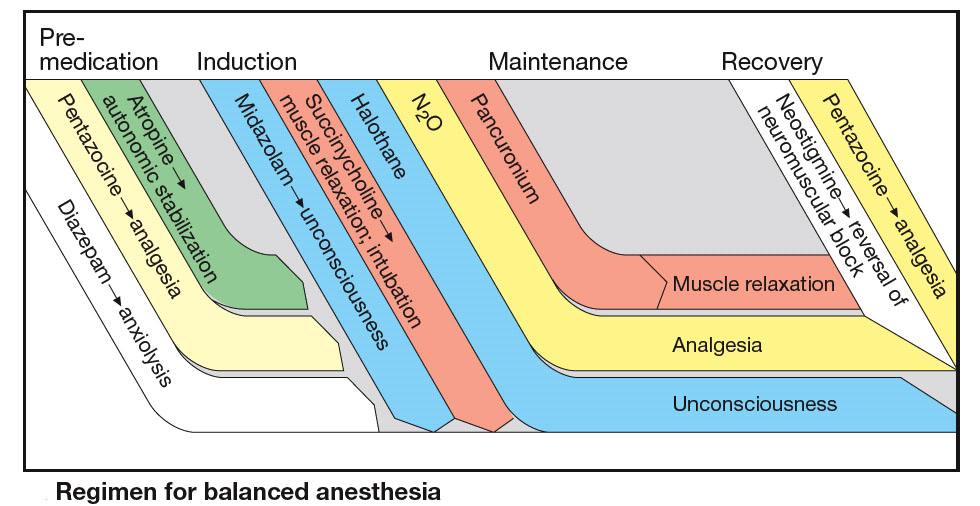 Pre-
medication
Induction
Maintenance
Recovery
Diazepam → anxiolysis
Pentazocine → analgesia
Atropine →
autonomic stabilization
Midazolam → unconsciousness
Succinycholine →
muscle relaxation; intubation
Halothane
N₂O
Pancuronium
Neostigmine → reversal of
neuromuscular block
Pentazocine → analgesia
Muscle relaxation
Analgesia
Unconsciousness
Regimen for balanced anesthesia